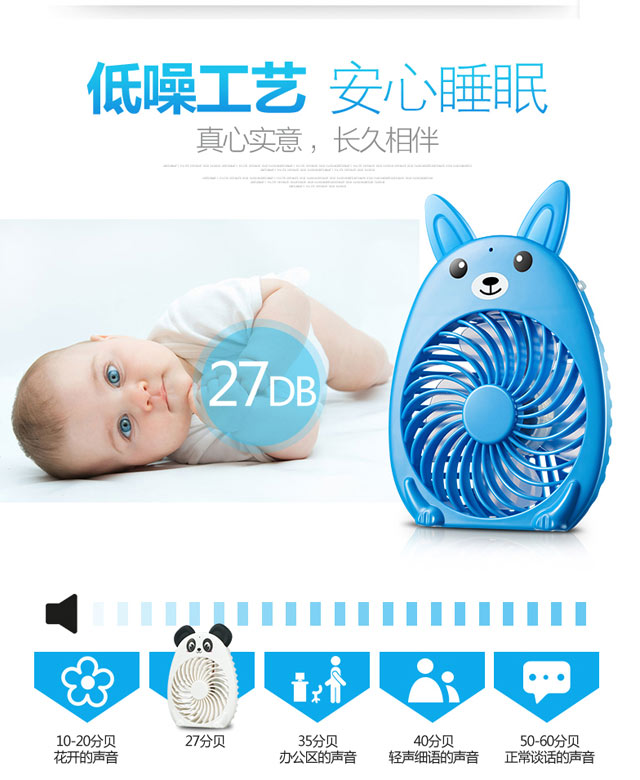 低噪工艺 安心睡眠
真心实意，长久相伴
27DB
10-20分贝
花开的声音
27分贝
35分贝
办公区的声音
40分贝
轻声细语的声音
50-60分贝
正常谈话的声音